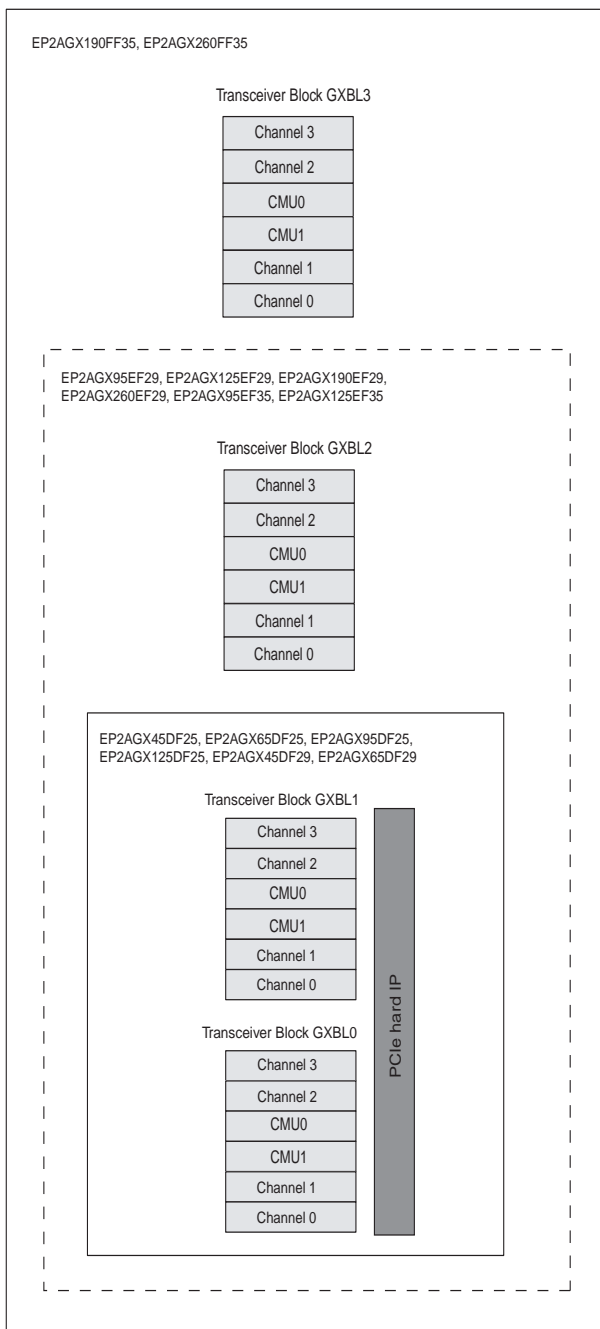 EP2AGX190FF35, EP2AGX260FF35
Transceiver Block GXBL3
Channel 3
Channel 2
CMU0
CMU1
Channel 1
Channel 0
EP2AGX95EF29, EP2AGX125EF29, EP2AGX190EF29,
EP2AGX260EF29, EP2AGX95EF35, EP2AGX125EF35
Transceiver Block GXBL2
Channel 3
Channel 2
CMU0
CMU1
Channel 1
Channel 0
EP2AGX45DF25, EP2AGX65DF25, EP2AGX95DF25,
EP2AGX125DF25, EP2AGX45DF29, EP2AGX65DF29
Transceiver Block GXBL1
Channel 3
Channel 2
CMU0
CMU1
Channel 1
Channel 0
PCIe hard IP
Transceiver Block GXBL0
Channel 3
Channel 2
CMU0
CMU1
Channel 1
Channel 0